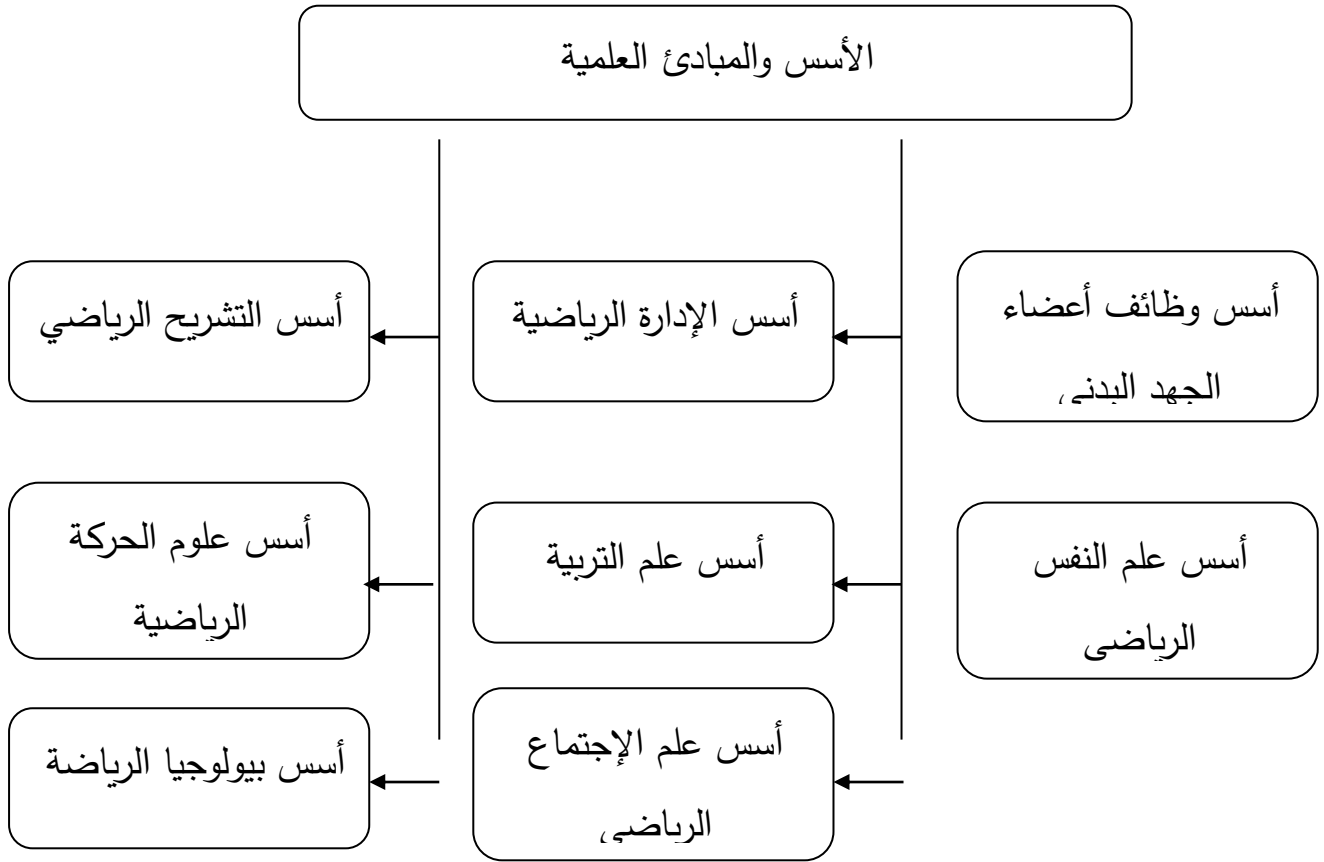 الأسس والمبادئ العلمية
أسس وظائف أعضاء
الجهد البدني
أسس الإدارة الرياضية
أسس التشريح الرياضي
أسس علم النفس
الرياضي
أسس علم التربية
أسس علوم الحركة
الرياضية
أسس علم الإجتماع
الرياضي
أسس بيولوجيا الرياضة